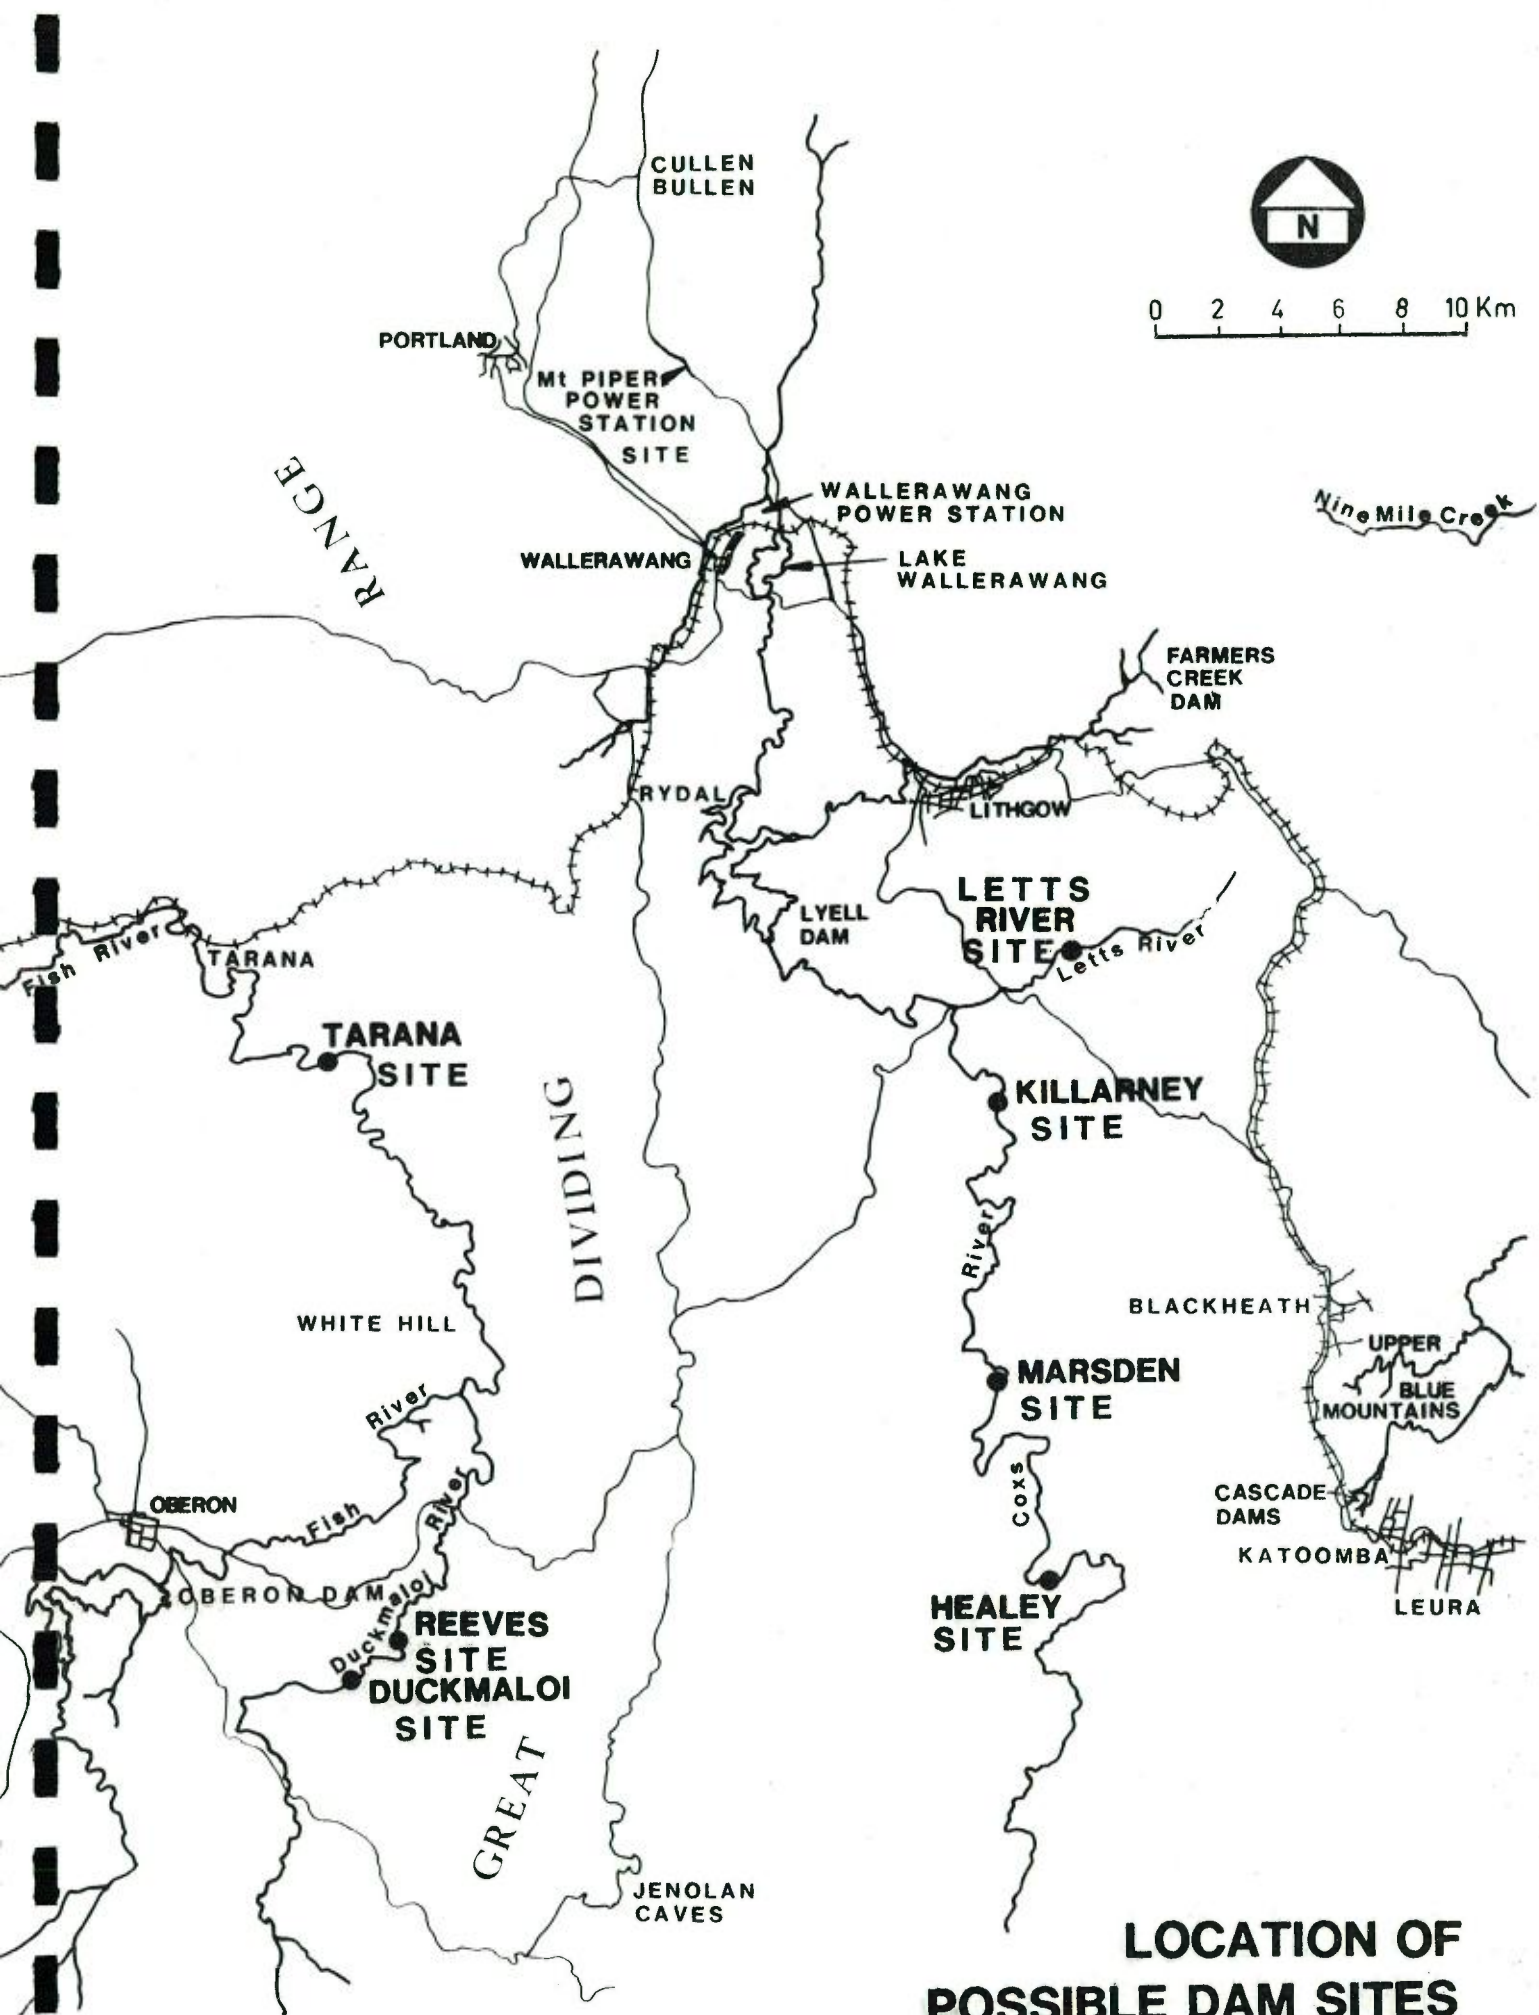 CULLEN
BULLEN
N
0 2 4 6 8 10 Km
PORTLAND
Mt PIPER
POWER
STATION
SITE
RANGE
WALLERAWANG
POWER STATION
Nine Mile Creek
WALLERAWANG
LAKE
WALLERAWANG
FARMERS
CREEK
DAM
RYDAL
LITHGOW
LETTS
RIVER
SITE
LYELL
DAM
Letts River
Fish River
TARANA
TARANA
SITE
KILLARNEY
SITE
DIVIDING
River
WHITE HILL
BLACKHEATH
UPPER
BLUE
MOUNTAINS
MARSDEN
SITE
River
Coxs
CASCADE
DAMS
KATOOMBA
LEURA
OBERON
Fish
River
OBERON DAM
Duckmaloi
REEVES
SITE
DUCKMALOI
SITE
HEALEY
SITE
GREAT
JENOLAN
CAVES
LOCATION OF
POSSIBLE DAM SITES